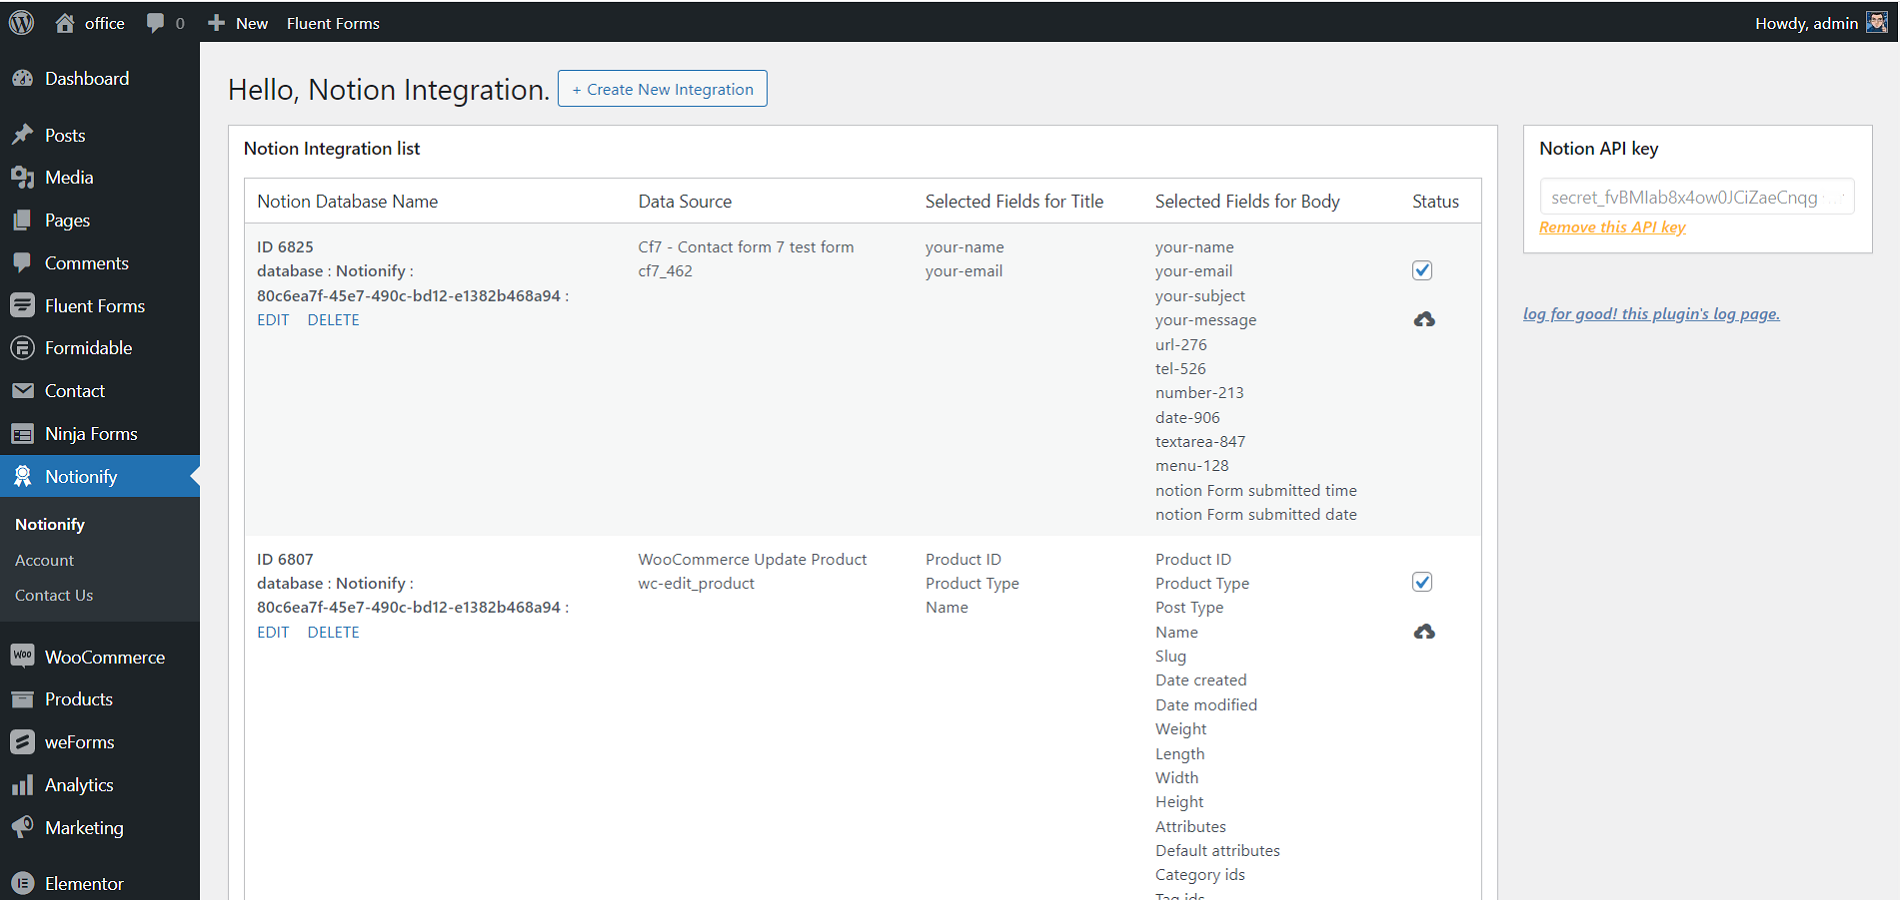 office 0 New Fluent Forms Howdy, admin
Dashboard
Posts
Media
Pages
Comments
Fluent Forms
Formidable
Contact
Ninja Forms
Notionify
Notionify
Account
Contact Us
WooCommerce
Products
weForms
Analytics
Marketing
Elementor
Hello, Notion Integration. + Create New Integration
Notion Integration list
Notion Database Name Data Source Selected Fields for Title Selected Fields for Body Status
ID 6825
database : Notionify :
80c6ea7f-45e7-490c-bd12-e1382b468a94 :
EDIT DELETE
Cf7 - Contact form 7 test form
cf7_462
your-name
your-email
your-name
your-email
your-subject
your-message
url-276
tel-526
number-213
date-906
textarea-847
menu-128
notion Form submitted time
notion Form submitted date
ID 6807
database : Notionify :
80c6ea7f-45e7-490c-bd12-e1382b468a94 :
EDIT DELETE
WooCommerce Update Product
wc-edit_product
Product ID
Product Type
Name
Product ID
Product Type
Post Type
Name
Slug
Date created
Date modified
Weight
Length
Width
Height
Attributes
Default attributes
Category ids
Tag ids
Notion API key
secret_fvBMIab8x4ow0JCiZaeCnqg
Remove this API key
log for good! this plugin's log page.